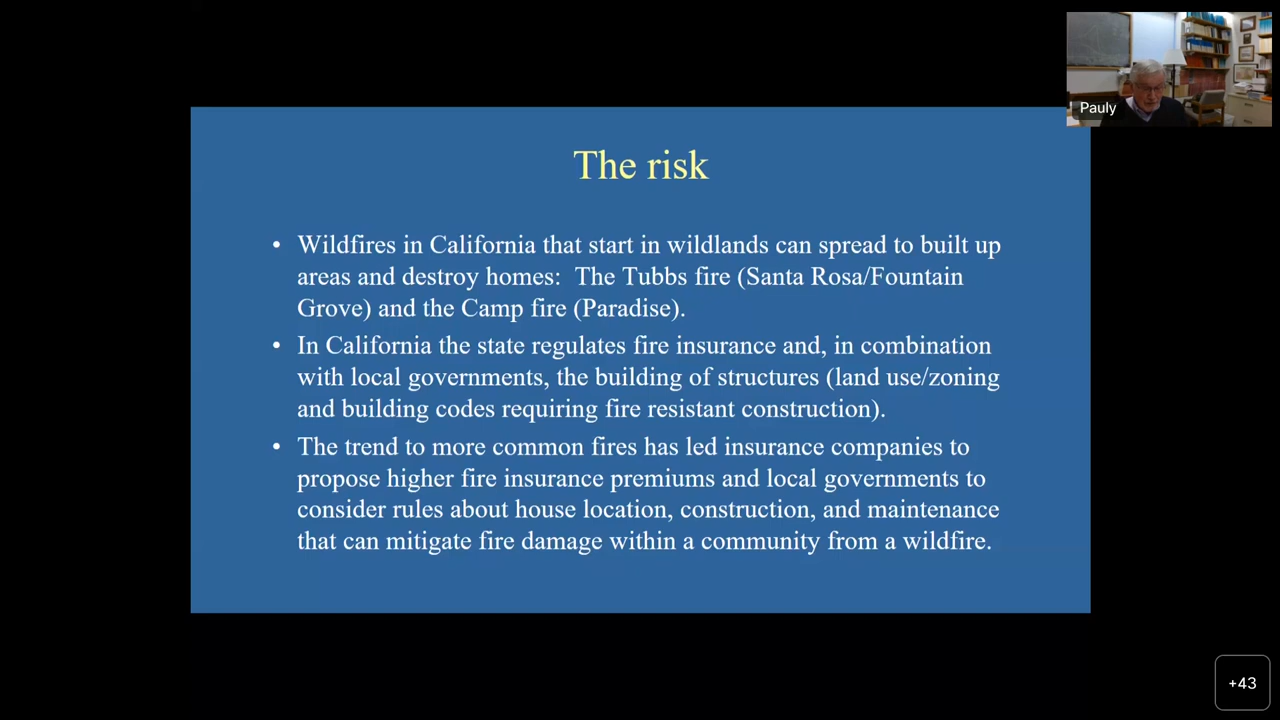 Pauly
The risk
• Wildfires in California that start in wildlands can spread to built up
areas and destroy homes:  The Tubbs fire (Santa Rosa/Fountain
Grove) and the Camp fire (Paradise).
• In California the state regulates fire insurance and, in combination
with local governments, the building of structures (land use/zoning
and building codes requiring fire resistant construction).
• The trend to more common fires has led insurance companies to
propose higher fire insurance premiums and local governments to
consider rules about house location, construction, and maintenance
that can mitigate fire damage within a community from a wildfire.
+43